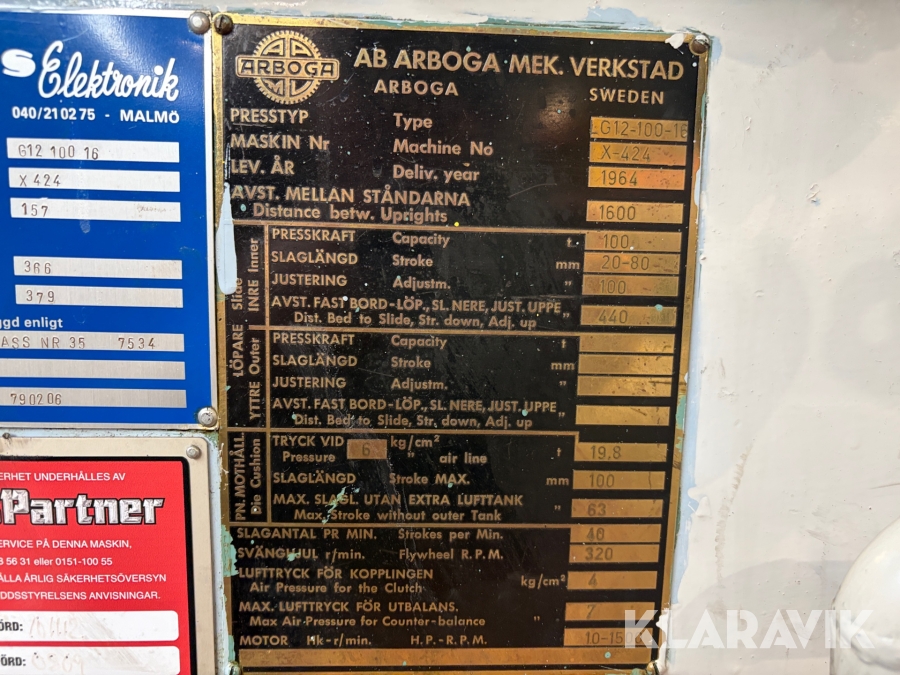 S Elektronik
040/21 02 75 - MALMÖ
G12 100 16
X 424
157
366
379
ggd enligt
ASS NR 35 7534
790206
ERHET UNDERHÅLLES AV
Partner
ERVICE PÅ DENNA MASKIN,
56 31 eller 0151-100 55
LLA ÅRLIG SÄKERHETSÖVERSYN
DDSSTYRELSENS ANVISNINGAR.
ÖRD:
ÖRD:
ARBOGA
AB ARBOGA MEK. VERKSTAD
ARBOGA SWEDEN
PRESSTYP Type LG12-100-16
MASKIN Nr Machine No X-424
LEV. ÅR Deliv. year 1964
AVST. MELLAN STÅNDARNA
Distance betw. Uprights 1600
LÖPARE Slide
INRE Inner
PRESSKRAFT Capacity t 100
SLAGLÄNGD Stroke mm 20-80
JUSTERING Adjustm. " 100
AVST. FAST BORD-LÖP., SL. NERE, JUST. UPPE
Dist. Bed to Slide, Str. down, Adj. up " 440
YTTRE Outer
PRESSKRAFT Capacity t
SLAGLÄNGD Stroke mm
JUSTERING Adjustm. "
AVST. FAST BORD-LÖP., SL. NERE, JUST. UPPE
Dist. Bed to Slide, Str. down, Adj. up "
PN. MOTHÅLL
Die Cushion
TRYCK VID 6 kg/cm²
Pressure " air line t 19.8
SLAGLÄNGD Stroke MAX. mm 100
MAX. SLAGL. UTAN EXTRA LUFTTANK
Max. Stroke without outer Tank " 63
SLAGANTAL PR MIN. Strokes per Min. 40
SVÄNGHJUL r/min. Flywheel R.P.M. 320
LUFTTRYCK FÖR KOPPLINGEN
Air Pressure for the Clutch kg/cm² 4
MAX. LUFTTRYCK FÖR UTBALANS.
Max Air Pressure for Counter-balance " 7
MOTOR Hk-r/min. H.P.-R.P.M.
KLARAVIK